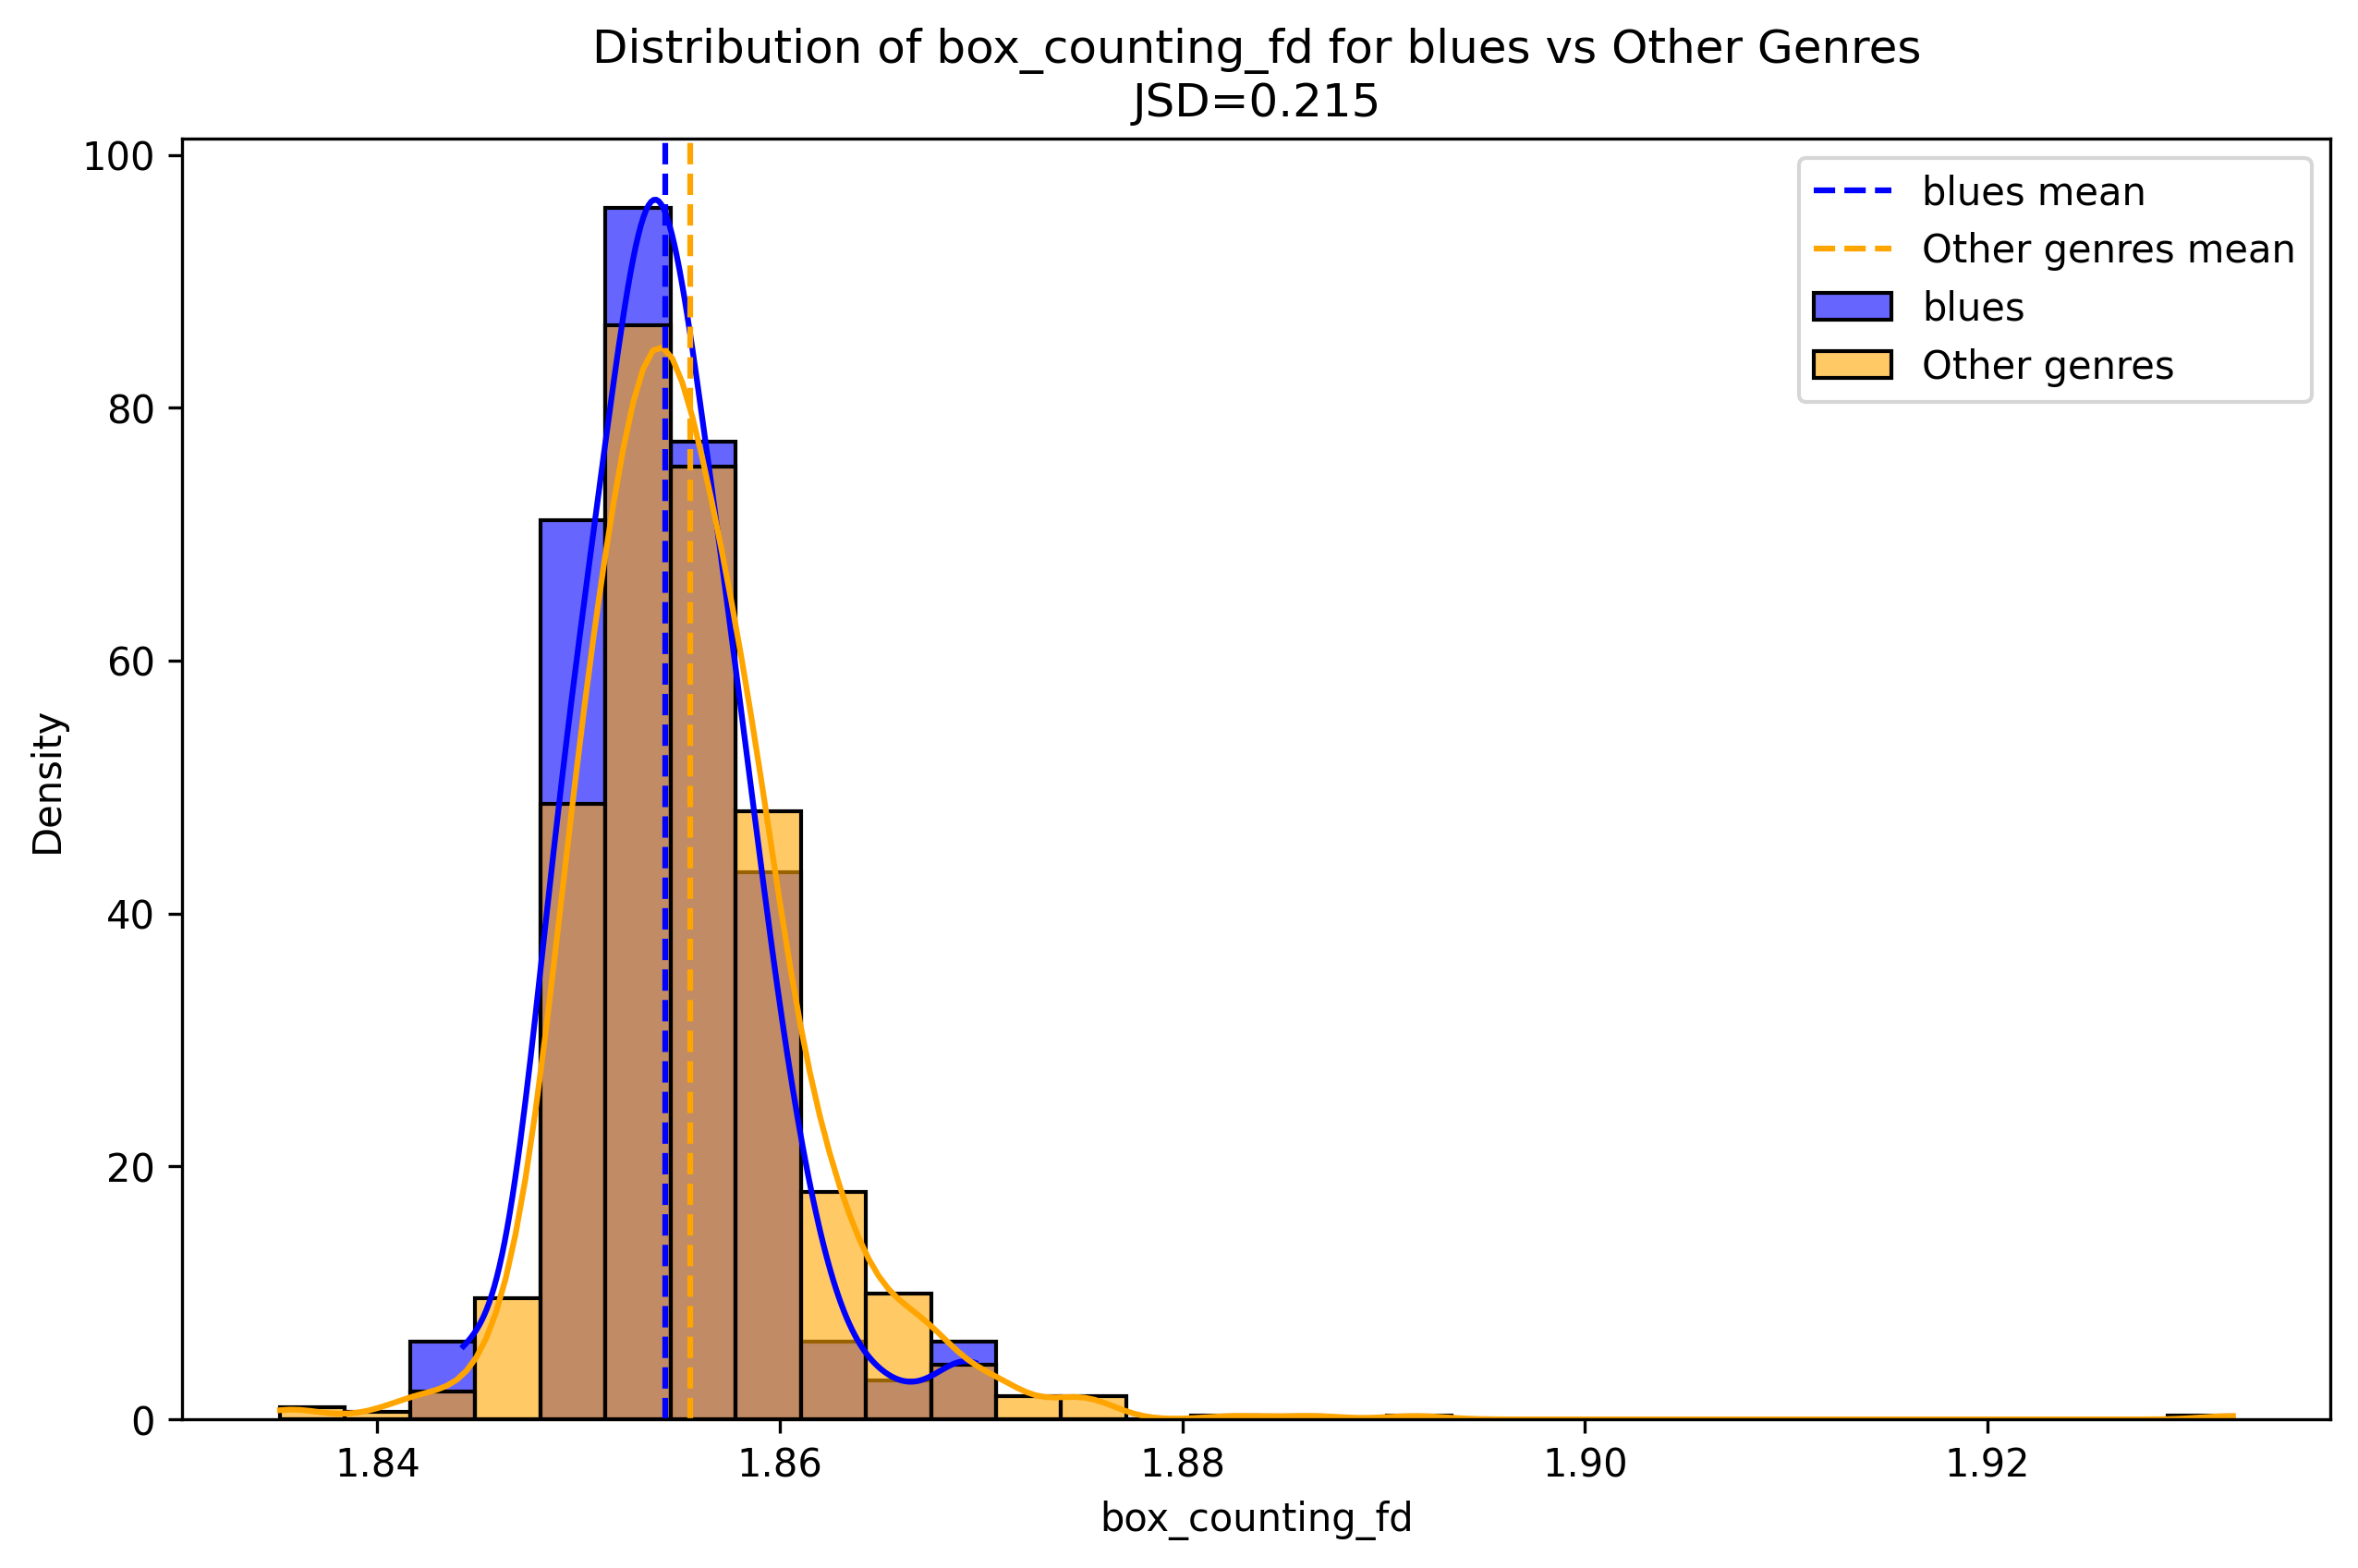 Distribution of box_counting_fd for blues vs Other Genres
JSD=0.215
100
80
60
40
20
0
Density
blues mean
Other genres mean
blues
Other genres
1.84
1.86
1.88
1.90
1.92
box_counting_fd